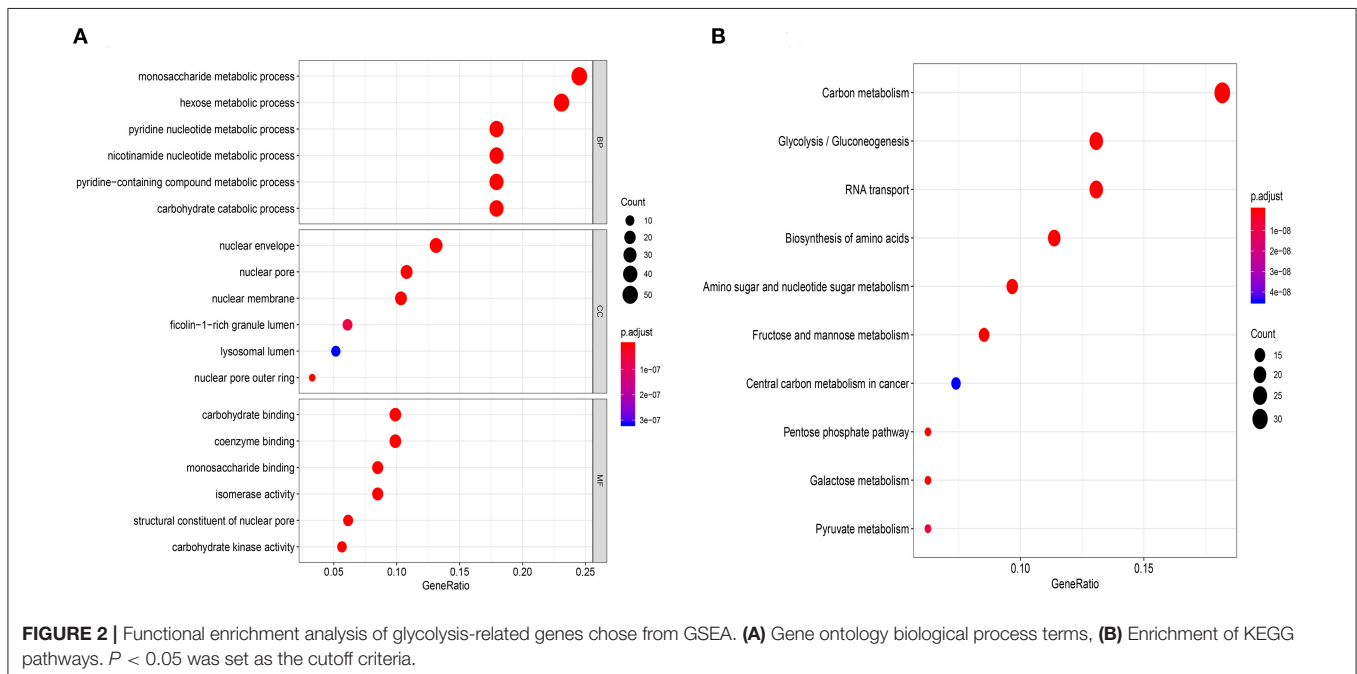 A
monosaccharide metabolic process
hexose metabolic process
pyridine nucleotide metabolic process
nicotinamide nucleotide metabolic process
pyridine−containing compound metabolic process
carbohydrate catabolic process
BP
nuclear envelope
nuclear pore
nuclear membrane
ficolin−1−rich granule lumen
lysosomal lumen
nuclear pore outer ring
CC
carbohydrate binding
coenzyme binding
monosaccharide binding
isomerase activity
structural constituent of nuclear pore
carbohydrate kinase activity
MF
0.05 0.10 0.15 0.20 0.25
GeneRatio
Count
10
20
30
40
50
p.adjust
1e−07
2e−07
3e−07
B
Carbon metabolism
Glycolysis / Gluconeogenesis
RNA transport
Biosynthesis of amino acids
Amino sugar and nucleotide sugar metabolism
Fructose and mannose metabolism
Central carbon metabolism in cancer
Pentose phosphate pathway
Galactose metabolism
Pyruvate metabolism
0.10 0.15
GeneRatio
p.adjust
1e−08
2e−08
3e−08
4e−08
Count
15
20
25
30
FIGURE 2 | Functional enrichment analysis of glycolysis-related genes chose from GSEA. (A) Gene ontology biological process terms, (B) Enrichment of KEGG
pathways. P < 0.05 was set as the cutoff criteria.